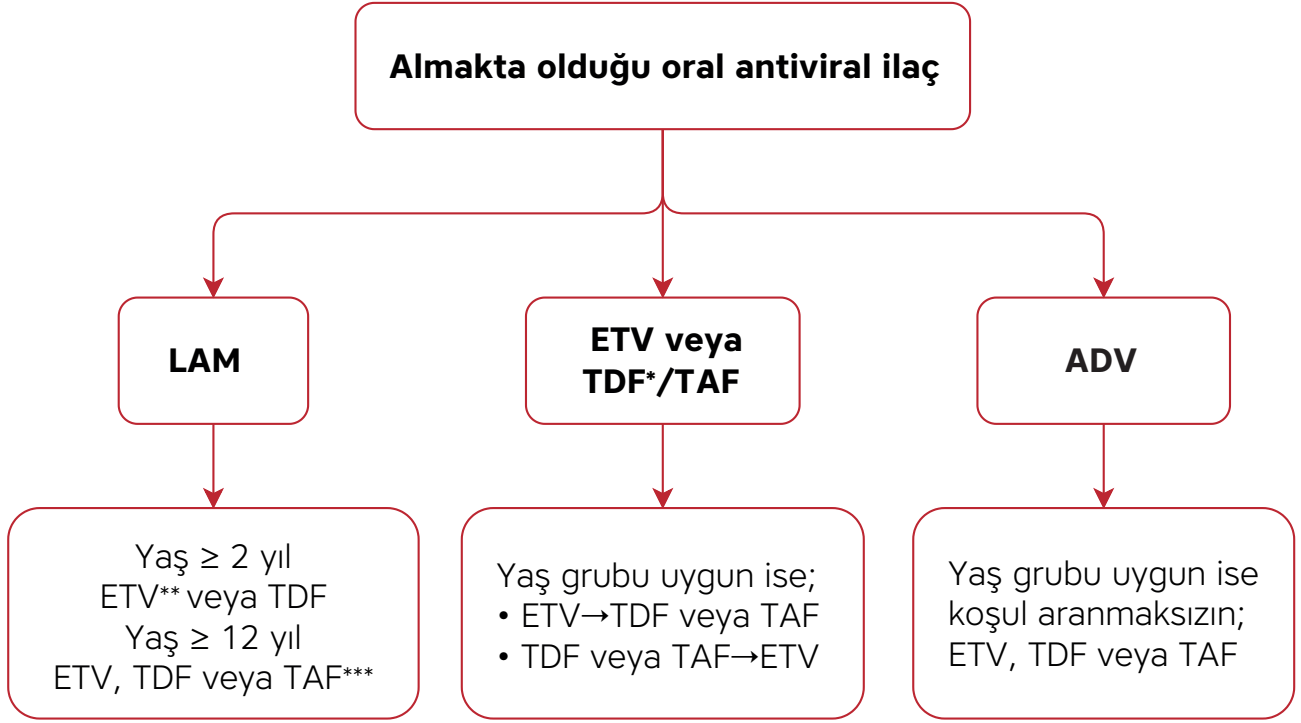 Almakta olduğu oral antiviral ilaç
LAM
ETV veya
TDF*/TAF
ADV
Yaş ≥ 2 yıl
ETV** veya TDF
Yaş ≥ 12 yıl
ETV, TDF veya TAF***
Yaş grubu uygun ise;
• ETV→TDF veya TAF
• TDF veya TAF→ETV
Yaş grubu uygun ise
koşul aranmaksızın;
ETV, TDF veya TAF